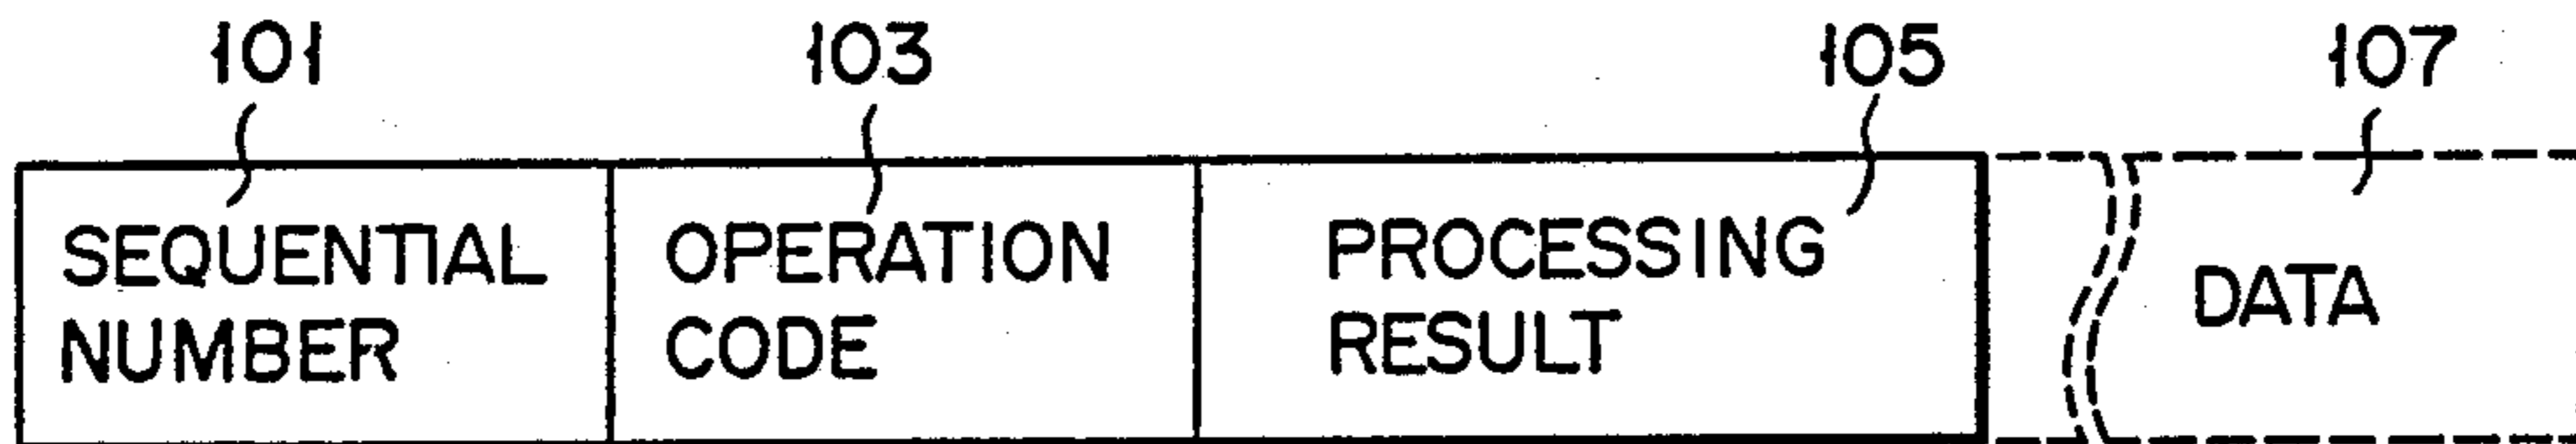 101 103 105 107
SEQUENTIAL NUMBER
OPERATION CODE
PROCESSING RESULT
DATA